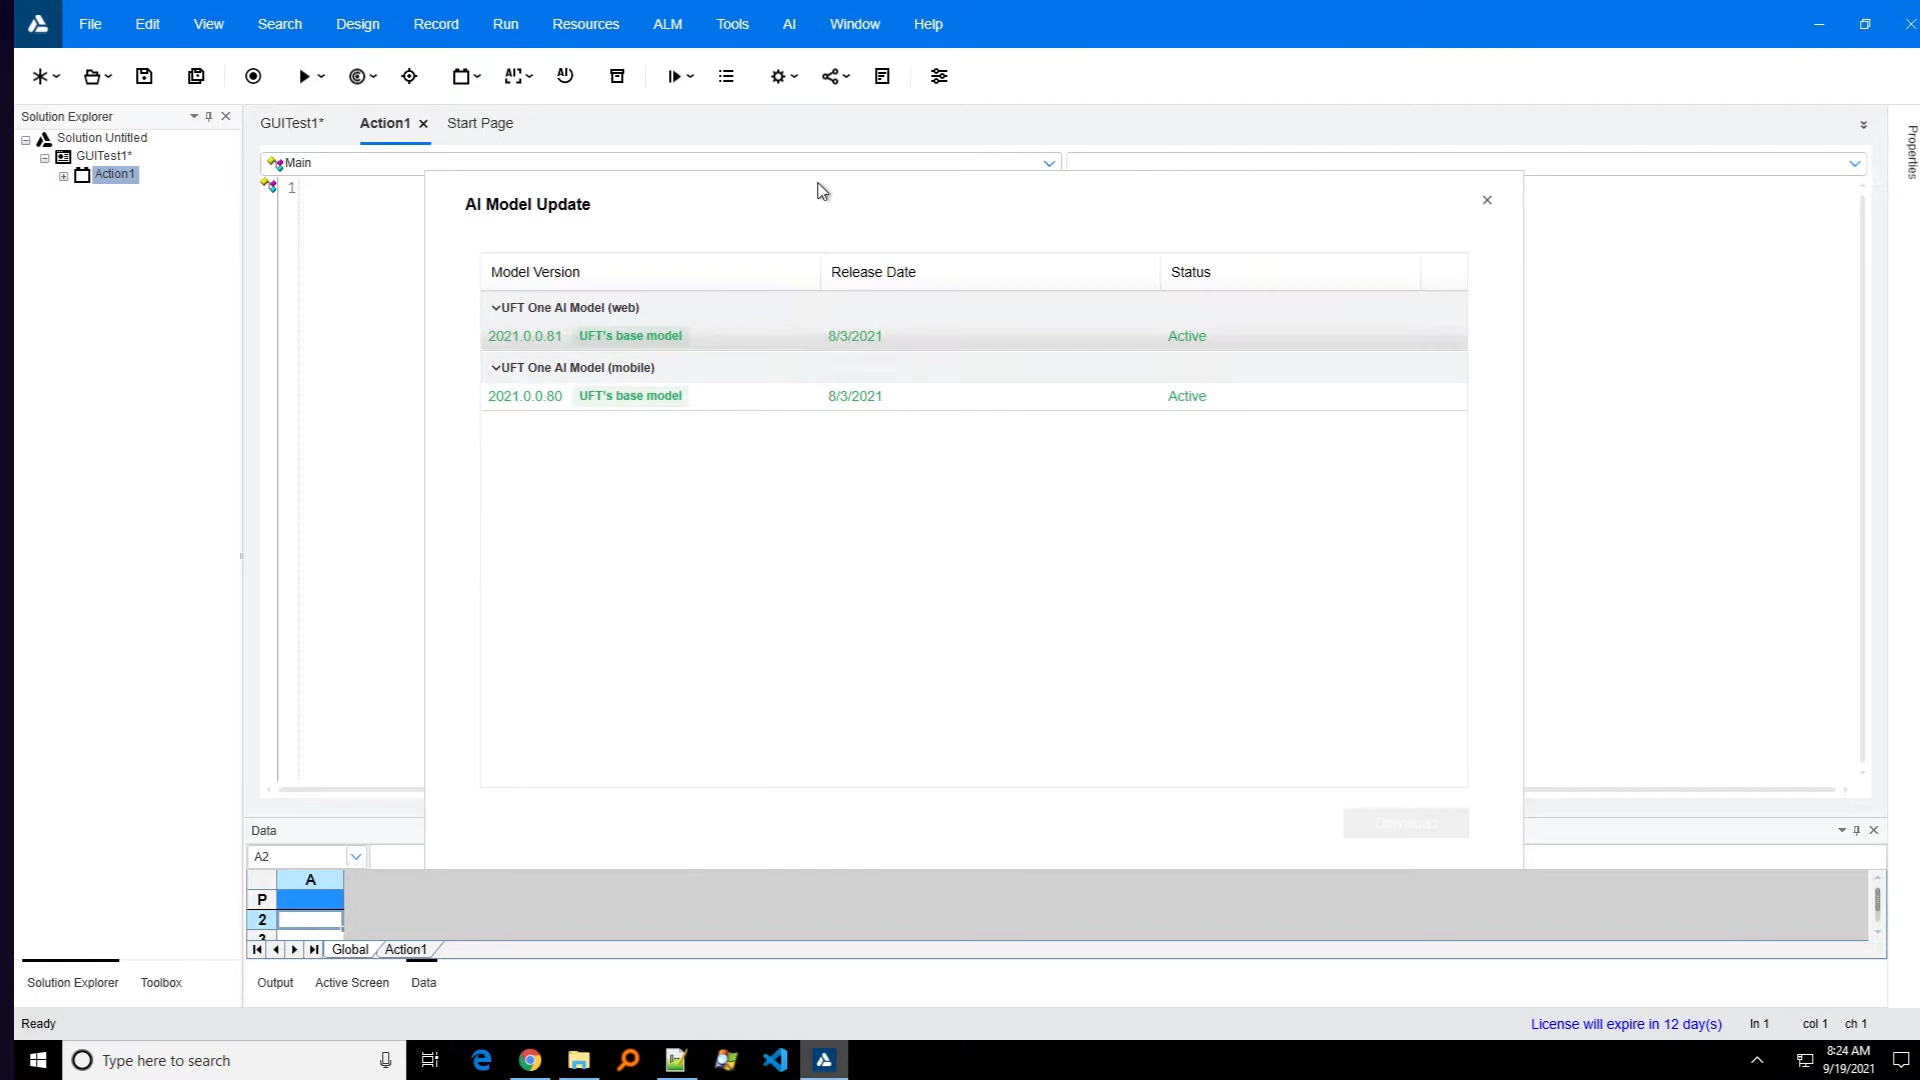 File Edit View Search Design Record Run Resources ALM Tools AI Window Help
Solution Explorer
Solution Untitled
GUITest1*
Action1
GUITest1* Action1 Start Page
Main
1
Properties
AI Model Update
Model Version Release Date Status
UFT One AI Model (web)
2021.0.0.81 UFT's base model 8/3/2021 Active
UFT One AI Model (mobile)
2021.0.0.80 UFT's base model 8/3/2021 Active
Download
Data
A2
A
P
2
3
Global Action1
Solution Explorer Toolbox Output Active Screen Data
Ready License will expire in 12 day(s) ln 1 col 1 ch 1
Type here to search
8:24 AM
9/19/2021